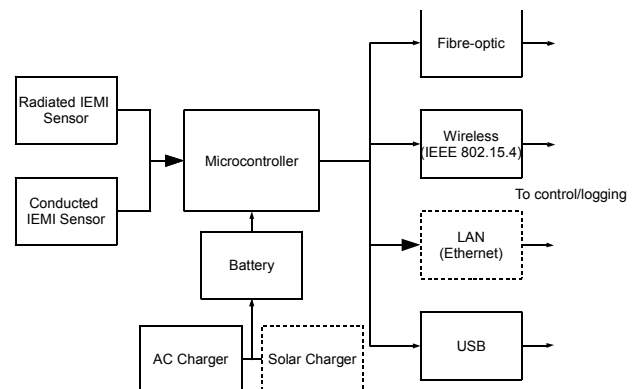 Fibre-optic
Radiated IEMI
Sensor
Wireless
(IEEE 802.15.4)
Microcontroller
To control/logging
Conducted
IEMI Sensor
LAN
(Ethernet)
Battery
AC Charger
Solar Charger
USB